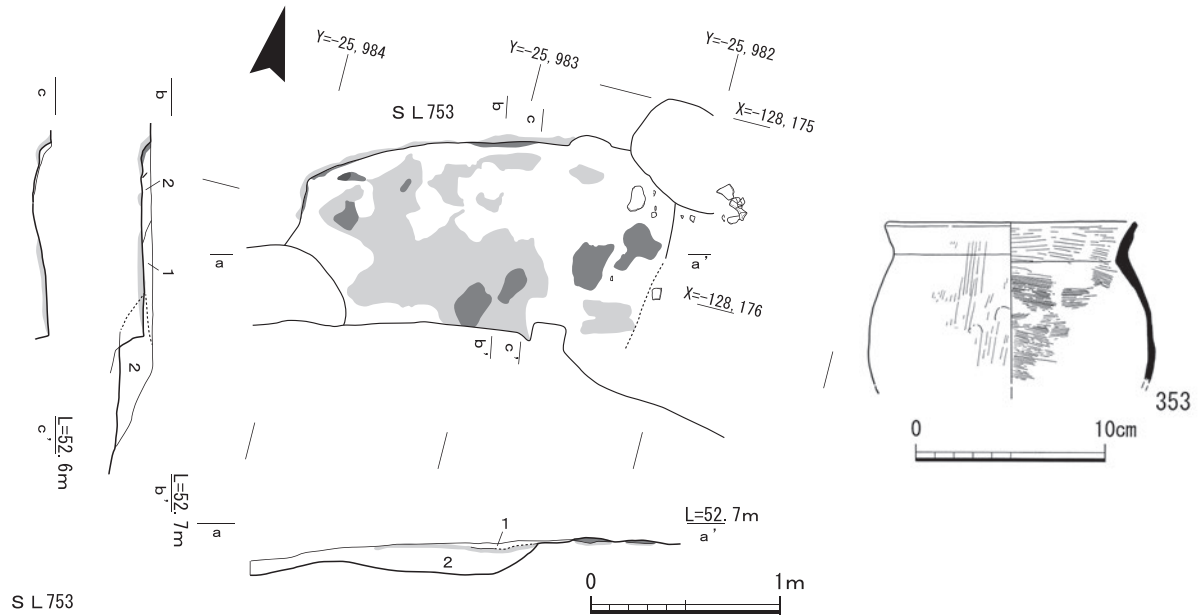 Y=-25,984
Y=-25,983
Y=-25,982
X=-128,175
X=-128,176
ＳＬ753
c
b
b
c
2
1
2
a
a'
b'
c'
c'
L=52.6m
b'
L=52.7m
a
1
2
L=52.7m
a'
0
1m
353
0
10cm
ＳＬ753